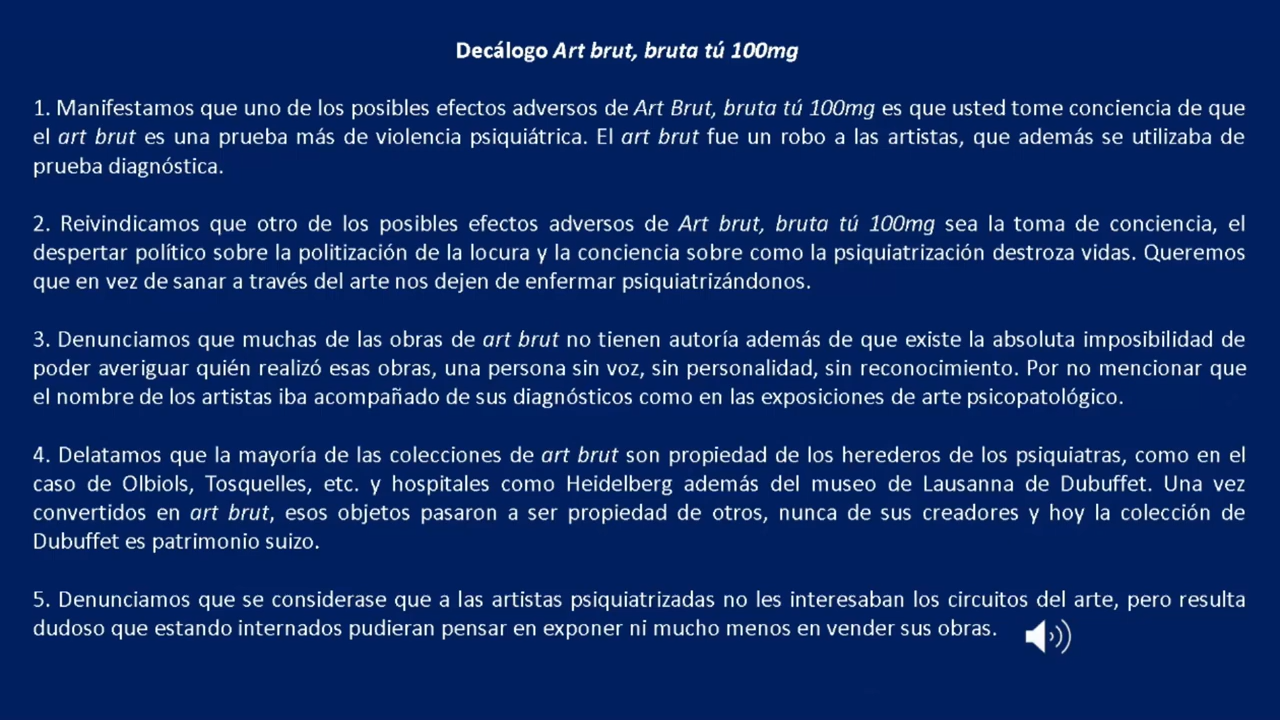 Decálogo Art brut, bruta tú 100mg
1. Manifestamos que uno de los posibles efectos adversos de Art Brut, bruta tú 100mg es que usted tome conciencia de que
el art brut es una prueba más de violencia psiquiátrica. El art brut fue un robo a las artistas, que además se utilizaba de
prueba diagnóstica.
2. Reivindicamos que otro de los posibles efectos adversos de Art brut, bruta tú 100mg sea la toma de conciencia, el
despertar político sobre la politización de la locura y la conciencia sobre como la psiquiatrización destroza vidas. Queremos
que en vez de sanar a través del arte nos dejen de enfermar psiquiatrizándonos.
3. Denunciamos que muchas de las obras de art brut no tienen autoría además de que existe la absoluta imposibilidad de
poder averiguar quién realizó esas obras, una persona sin voz, sin personalidad, sin reconocimiento. Por no mencionar que
el nombre de los artistas iba acompañado de sus diagnósticos como en las exposiciones de arte psicopatológico.
4. Delatamos que la mayoría de las colecciones de art brut son propiedad de los herederos de los psiquiatras, como en el
caso de Olbiols, Tosquelles, etc. y hospitales como Heidelberg además del museo de Lausanna de Dubuffet. Una vez
convertidos en art brut, esos objetos pasaron a ser propiedad de otros, nunca de sus creadores y hoy la colección de
Dubuffet es patrimonio suizo.
5. Denunciamos que se considerase que a las artistas psiquiatrizadas no les interesaban los circuitos del arte, pero resulta
dudoso que estando internados pudieran pensar en exponer ni mucho menos en vender sus obras.